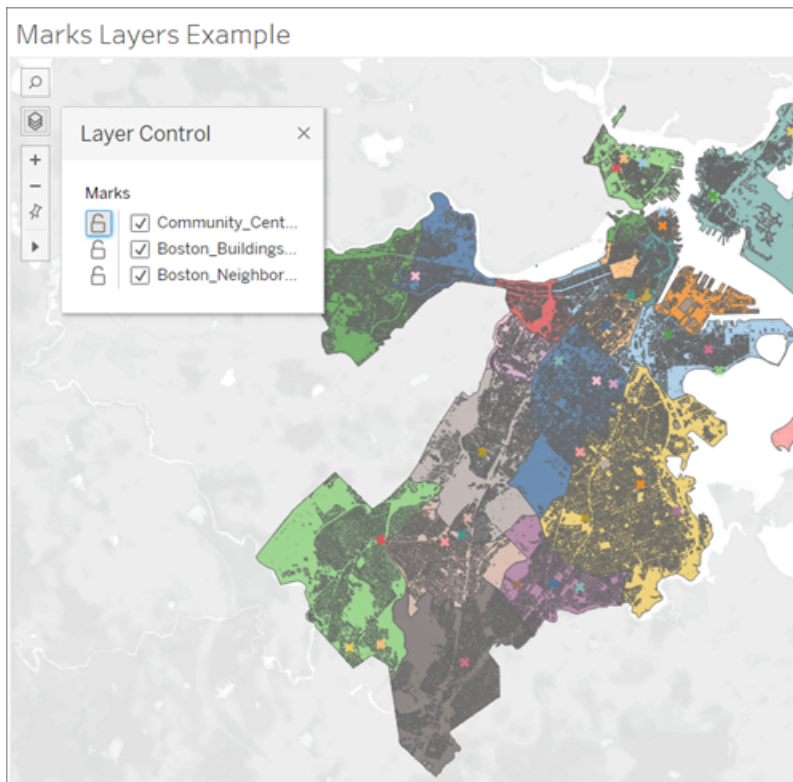 Marks Layers Example
Layer Control
Marks
Community_Cent...
Boston_Buildings...
Boston_Neighbor...